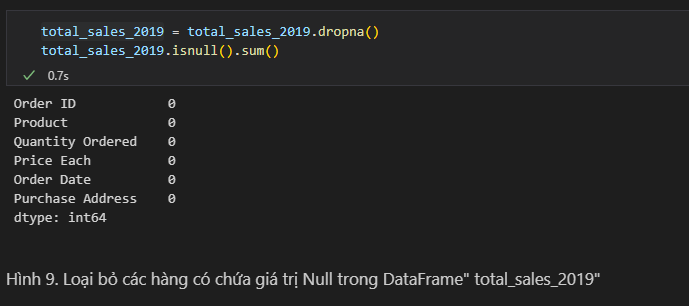 total_sales_2019 = total_sales_2019.dropna()
total_sales_2019.isnull().sum()
0.7s
Order ID 0
Product 0
Quantity Ordered 0
Price Each 0
Order Date 0
Purchase Address 0
dtype: int64
Hình 9. Loại bỏ các hàng có chứa giá trị Null trong DataFrame" total_sales_2019"